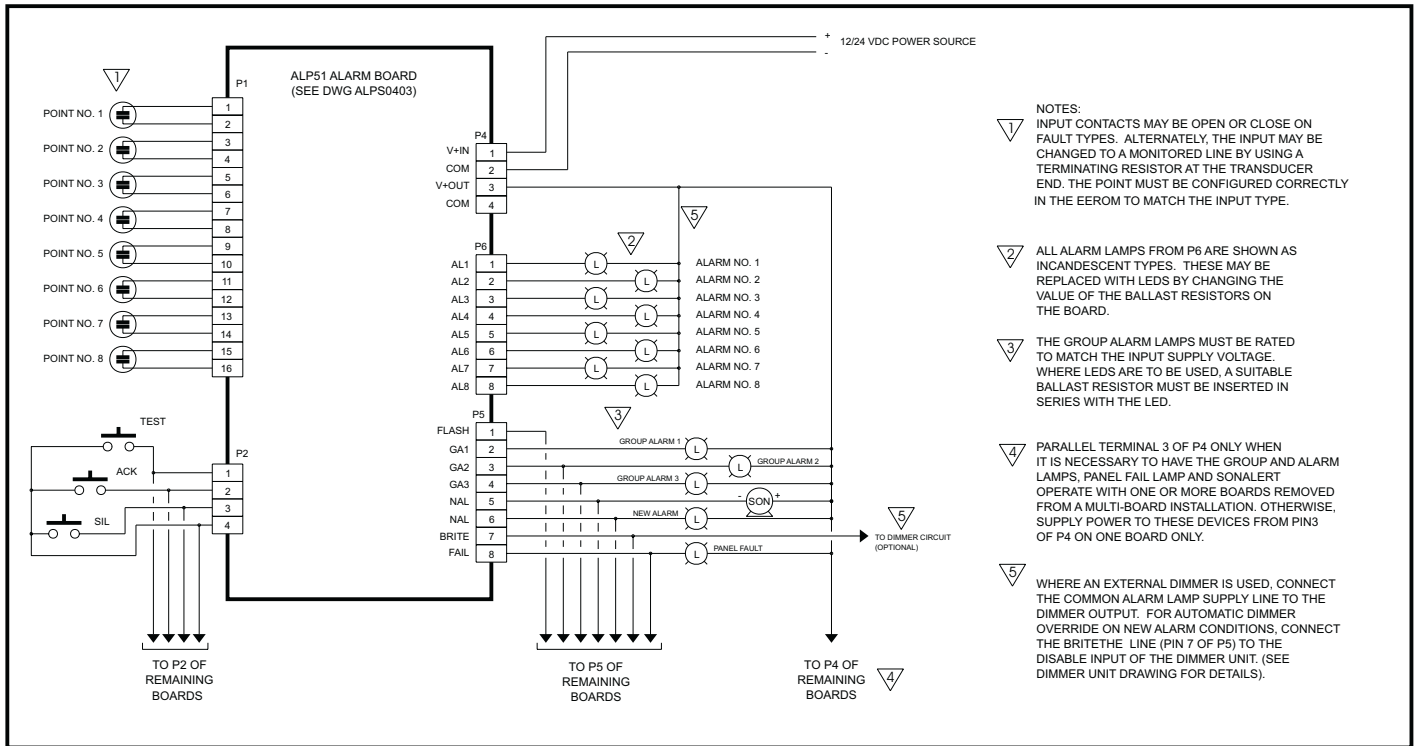 12/24 VDC POWER SOURCE
+
-
ALP51 ALARM BOARD
(SEE DWG ALPS0403)
1
P1
POINT NO. 1
POINT NO. 2
POINT NO. 3
POINT NO. 4
POINT NO. 5
POINT NO. 6
POINT NO. 7
POINT NO. 8
1
2
3
4
5
6
7
8
9
10
11
12
13
14
15
16
TEST
ACK
SIL
P2
1
2
3
4
TO P2 OF
REMAINING
BOARDS
P4
V+IN 1
COM 2
V+OUT 3
COM 4
5
2
P6
AL1 1 L ALARM NO. 1
AL2 2 L ALARM NO. 2
AL3 3 L ALARM NO. 3
AL4 4 L ALARM NO. 4
AL5 5 L ALARM NO. 5
AL6 6 L ALARM NO. 6
AL7 7 L ALARM NO. 7
AL8 8 L ALARM NO. 8
3
P5
FLASH 1
GA1 2 GROUP ALARM 1 L
GA2 3 L GROUP ALARM 2
GA3 4 GROUP ALARM 3 L
NAL 5 - SON +
NAL 6 NEW ALARM L
BRITE 7
FAIL 8 L PANEL FAULT
5
TO DIMMER CIRCUIT
(OPTIONAL)
TO P5 OF
REMAINING
BOARDS
TO P4 OF
REMAINING
BOARDS
4
NOTES:
1
INPUT CONTACTS MAY BE OPEN OR CLOSE ON
FAULT TYPES. ALTERNATELY, THE INPUT MAY BE
CHANGED TO A MONITORED LINE BY USING A
TERMINATING RESISTOR AT THE TRANSDUCER
END. THE POINT MUST BE CONFIGURED CORRECTLY
IN THE EEROM TO MATCH THE INPUT TYPE.
2
ALL ALARM LAMPS FROM P6 ARE SHOWN AS
INCANDESCENT TYPES. THESE MAY BE
REPLACED WITH LEDS BY CHANGING THE
VALUE OF THE BALLAST RESISTORS ON
THE BOARD.
3
THE GROUP ALARM LAMPS MUST BE RATED
TO MATCH THE INPUT SUPPLY VOLTAGE.
WHERE LEDS ARE TO BE USED, A SUITABLE
BALLAST RESISTOR MUST BE INSERTED IN
SERIES WITH THE LED.
4
PARALLEL TERMINAL 3 OF P4 ONLY WHEN
IT IS NECESSARY TO HAVE THE GROUP AND ALARM
LAMPS, PANEL FAIL LAMP AND SONALERT
OPERATE WITH ONE OR MORE BOARDS REMOVED
FROM A MULTI-BOARD INSTALLATION. OTHERWISE,
SUPPLY POWER TO THESE DEVICES FROM PIN3
OF P4 ON ONE BOARD ONLY.
5
WHERE AN EXTERNAL DIMMER IS USED, CONNECT
THE COMMON ALARM LAMP SUPPLY LINE TO THE
DIMMER OUTPUT. FOR AUTOMATIC DIMMER
OVERRIDE ON NEW ALARM CONDITIONS, CONNECT
THE BRITETHE LINE (PIN 7 OF P5) TO THE
DISABLE INPUT OF THE DIMMER UNIT. (SEE
DIMMER UNIT DRAWING FOR DETAILS).